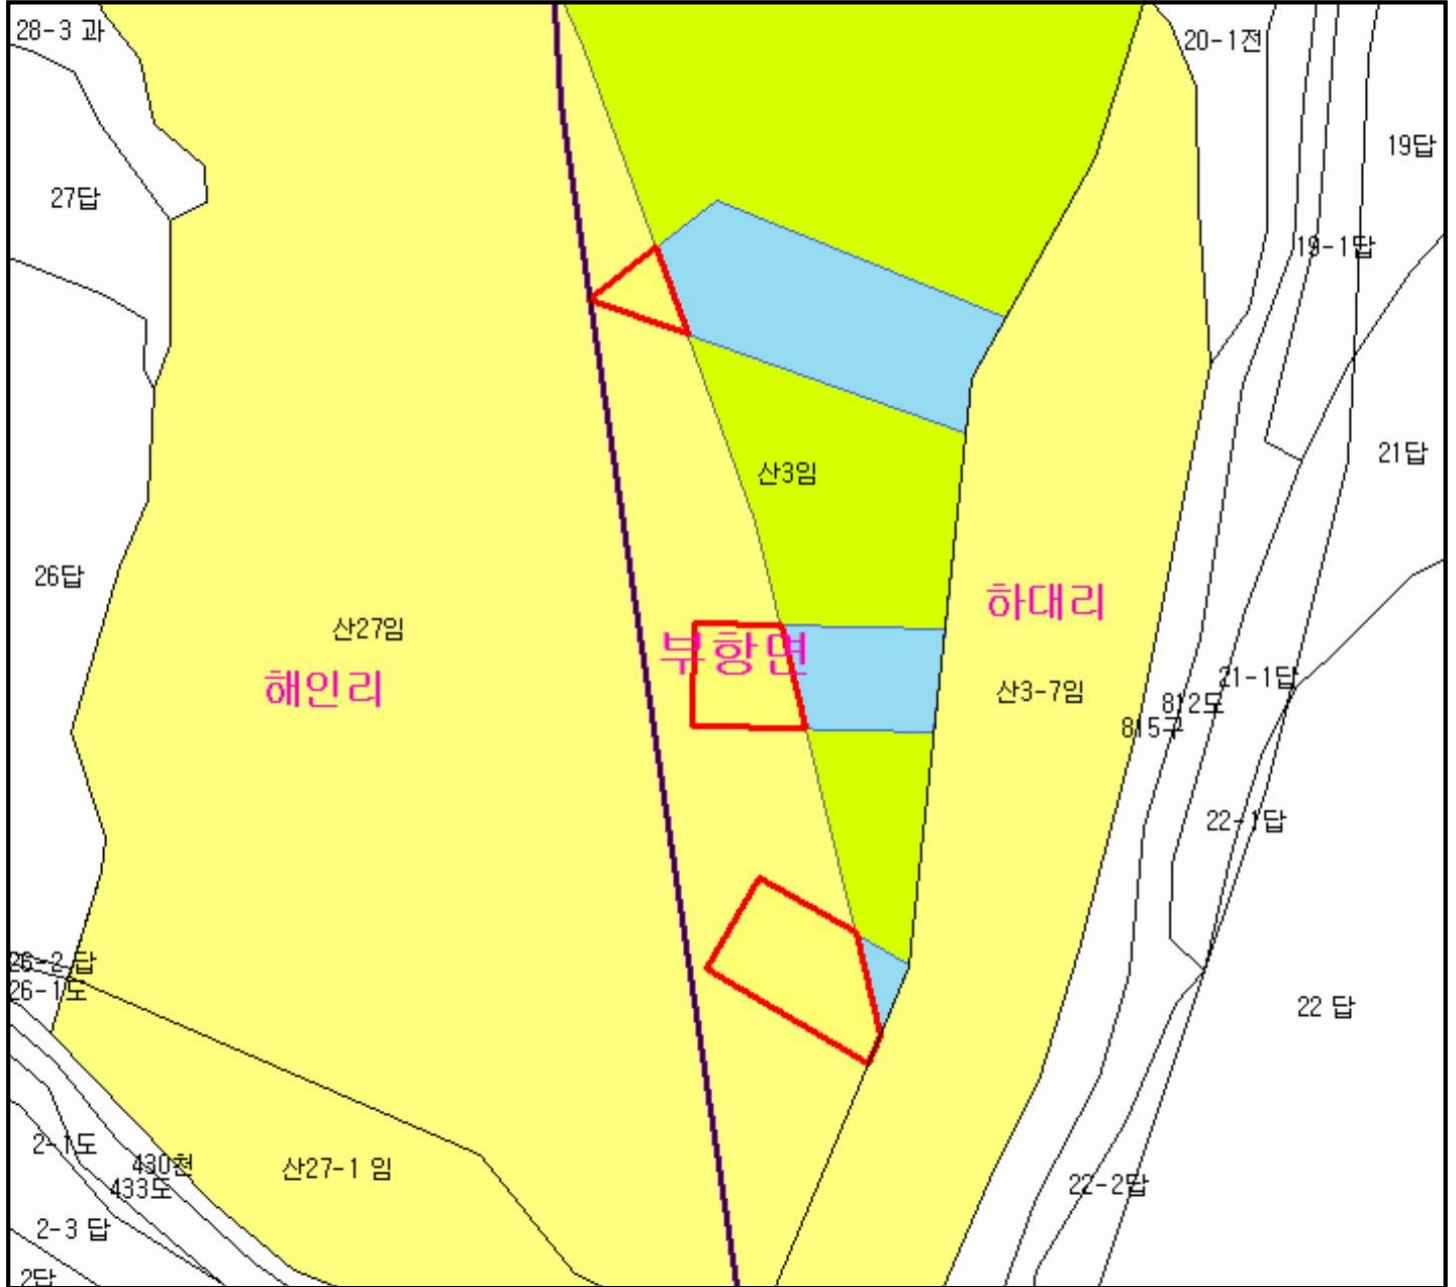 28-3 과
20-1전
19답
27답
19-1답
21답
산3임
26답
하대리
산27임
부항면
해인리
21-1답
산3-7임
812도
815구
22-1답
26-2 답
26-1도
22 답
2-1도
430천
산27-1 임
433도
22-2답
2-3 답
2답